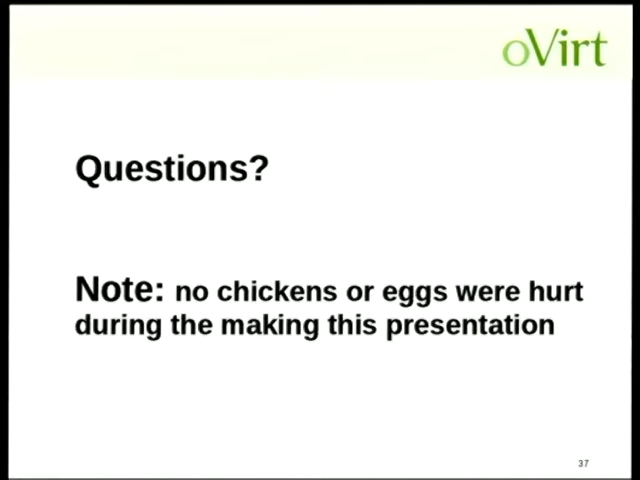 oVirt
Questions?
Note: no chickens or eggs were hurt
during the making this presentation
37